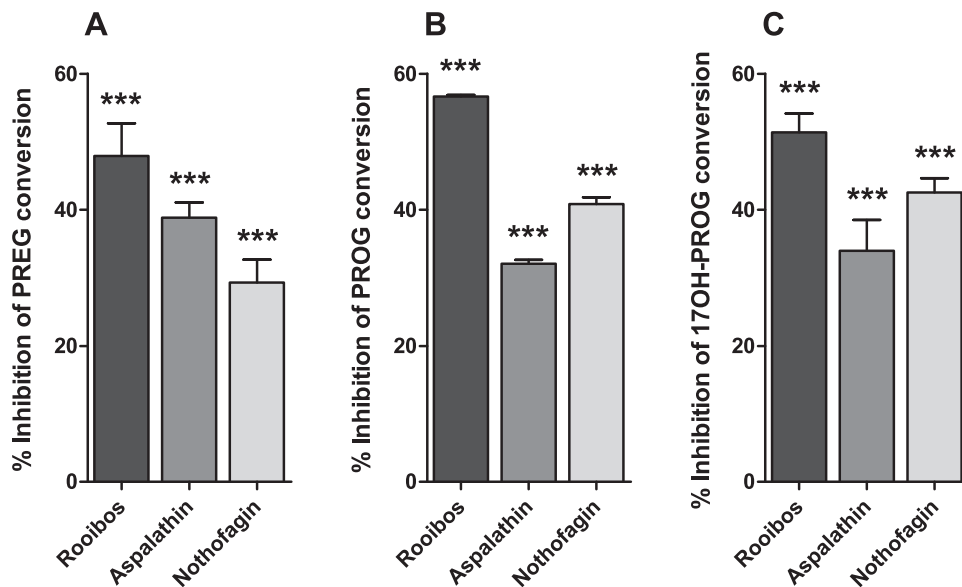 A
% Inhibition of PREG conversion
60
40
20
0
***
***
***
Rooibos
Aspalathin
Nothofagin
B
% Inhibition of PROG conversion
60
40
20
0
***
***
***
Rooibos
Aspalathin
Nothofagin
C
% Inhibition of 17OH-PROG conversion
60
40
20
0
***
***
***
Rooibos
Aspalathin
Nothofagin